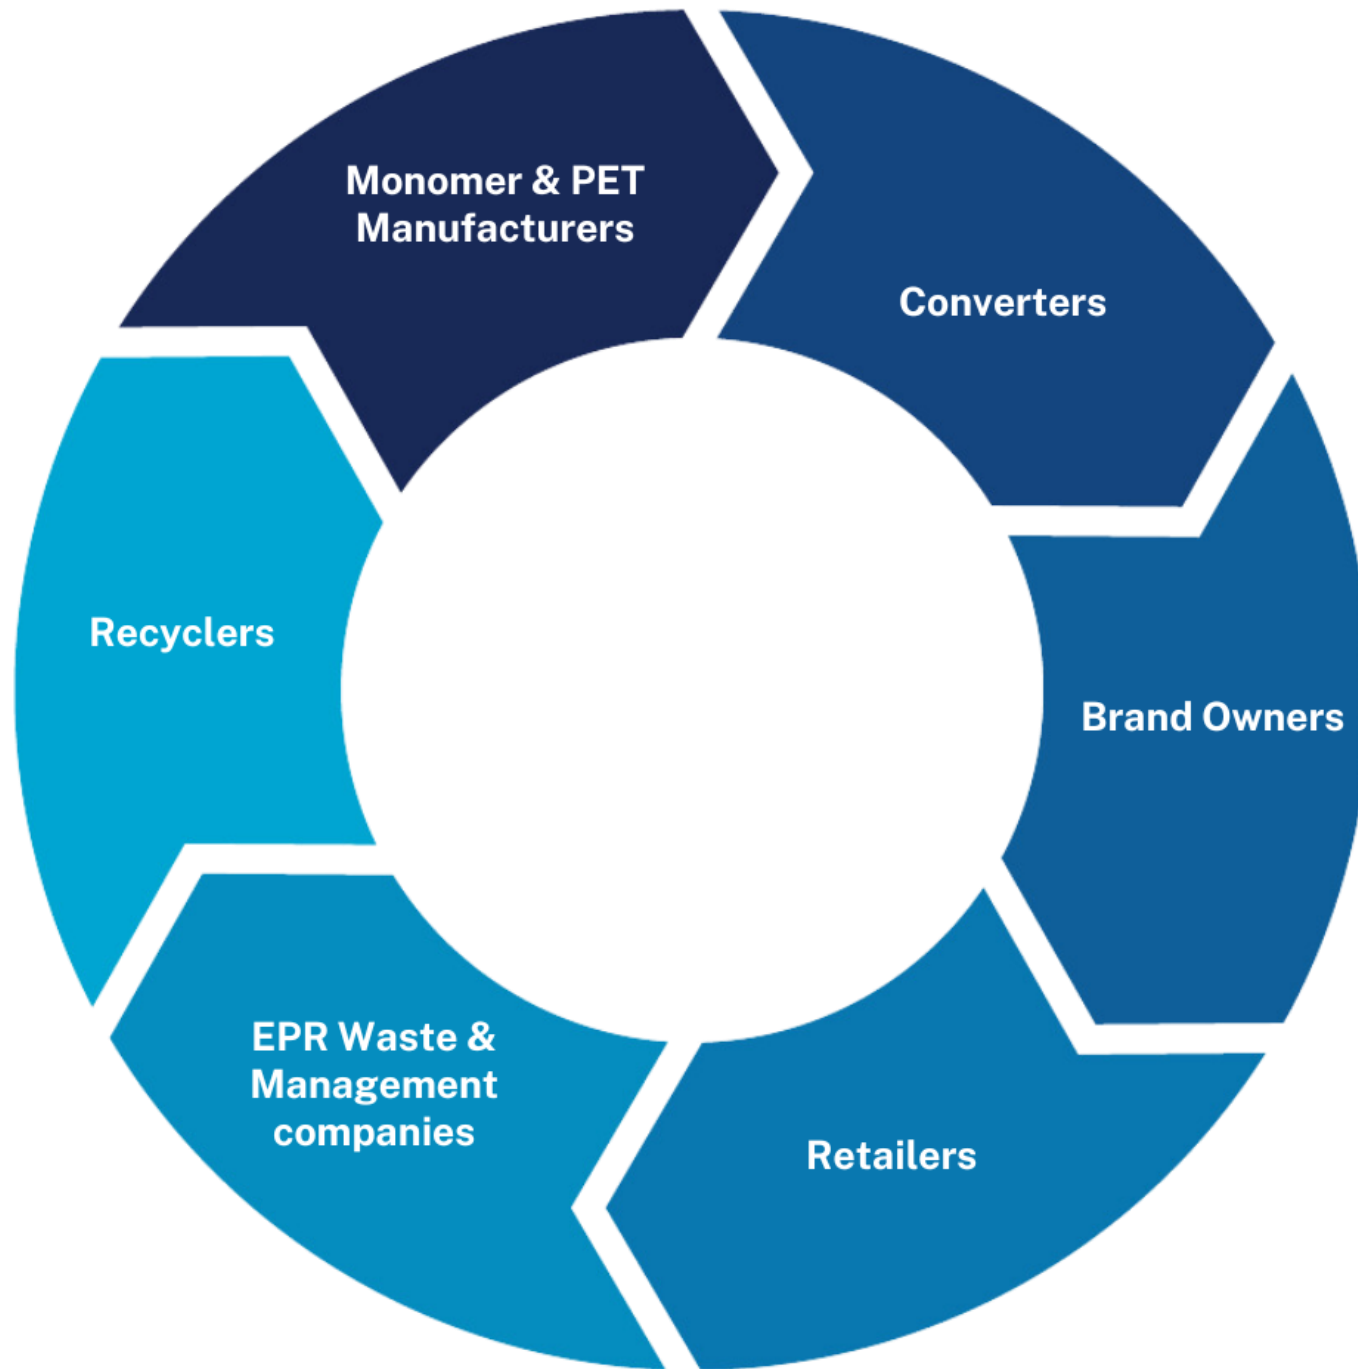 Monomer & PET
Manufacturers
Converters
Brand Owners
Retailers
EPR Waste &
Management
companies
Recyclers